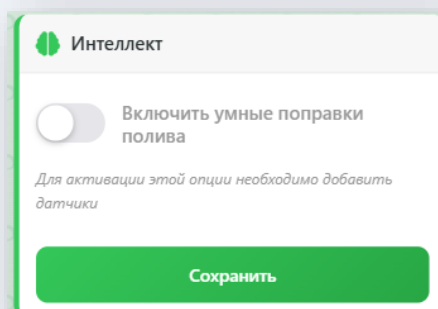 Интеллект
Включить умные поправки
полива
Для активации этой опции необходимо добавить
датчики
Сохранить